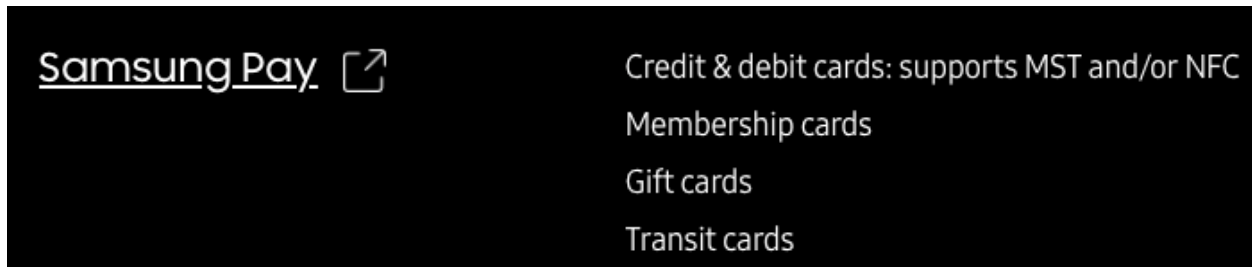 Samsung Pay
Credit & debit cards: supports MST and/or NFC
Membership cards
Gift cards
Transit cards